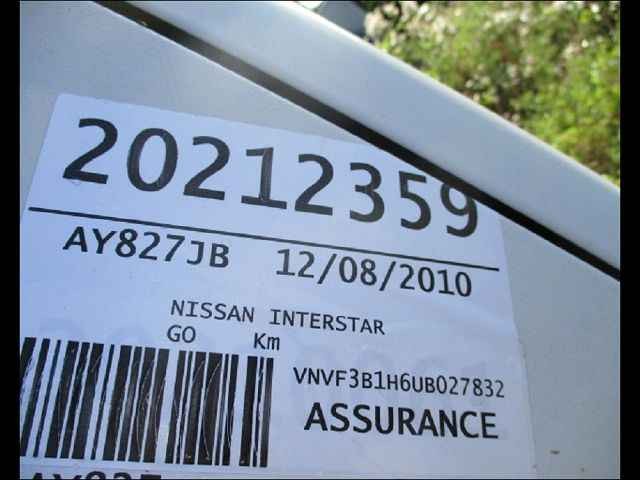 20212359
AY827JB 12/08/2010
NISSAN INTERSTAR
GO Km
VNVF3B1H6UB027832
ASSURANCE